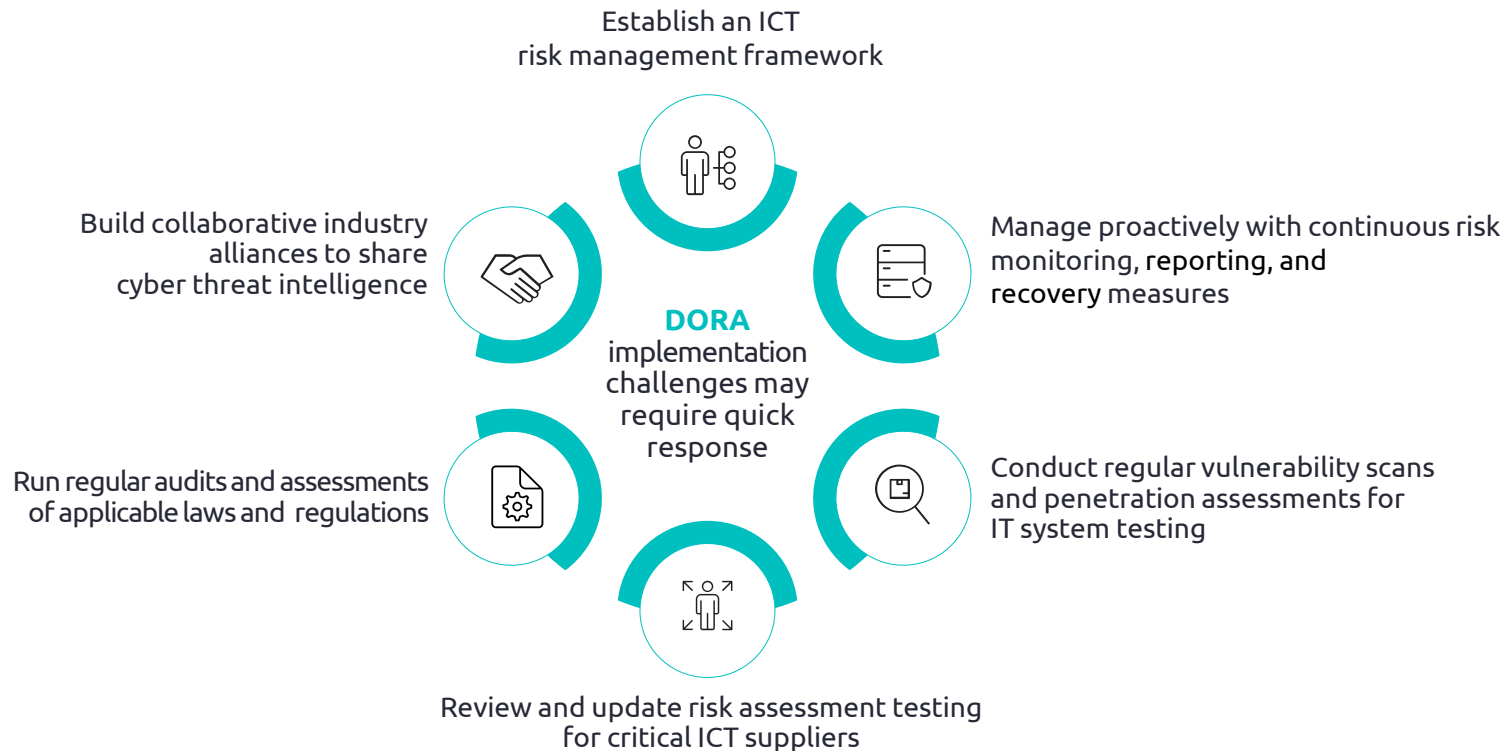 Establish an ICT
risk management framework
Build collaborative industry
alliances to share
cyber threat intelligence
Manage proactively with continuous risk
monitoring, reporting, and
recovery measures
DORA
implementation
challenges may
require quick
response
Run regular audits and assessments
of applicable laws and regulations
Conduct regular vulnerability scans
and penetration assessments for
IT system testing
Review and update risk assessment testing
for critical ICT suppliers